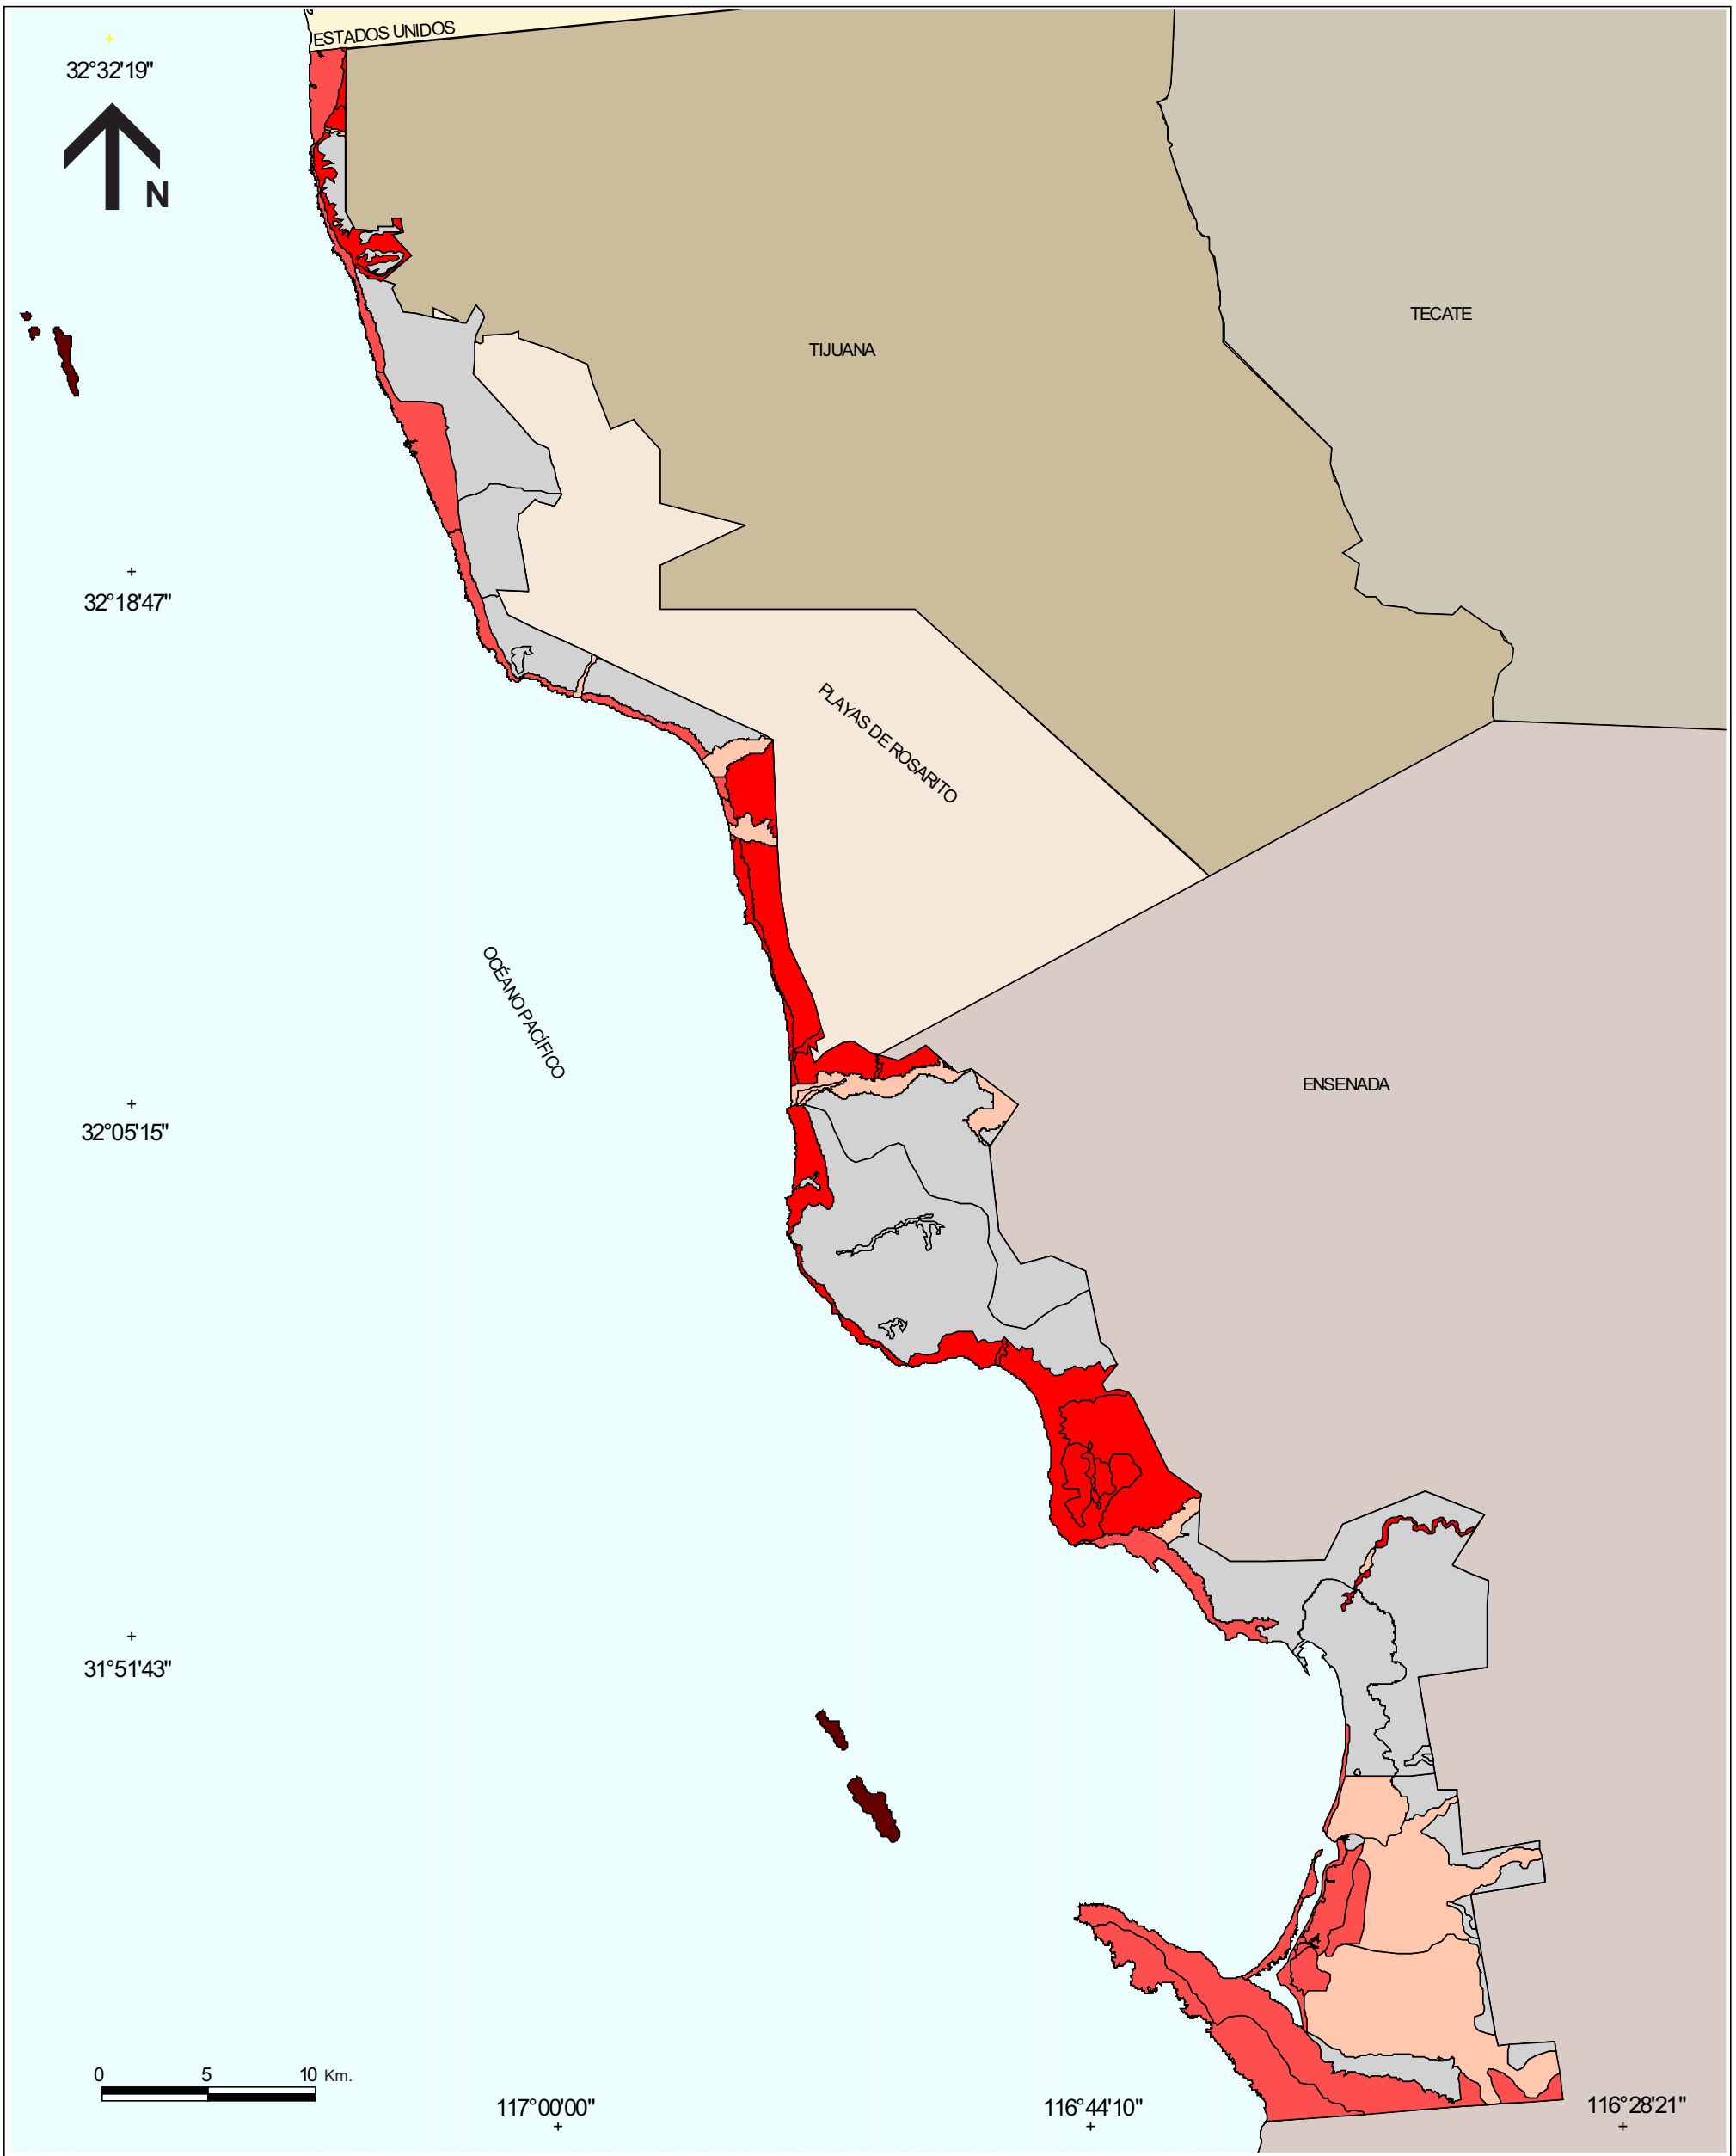 ESTADOS UNIDOS
32°32'19"
N
TECATE
TIJUANA
32°18'47"
PLAYAS DE ROSARITO
OCÉANO PACÍFICO
ENSENADA
32°05'15"
31°51'43"
0 5 10 Km.
117°00'00"
116°44'10"
116°28'21"